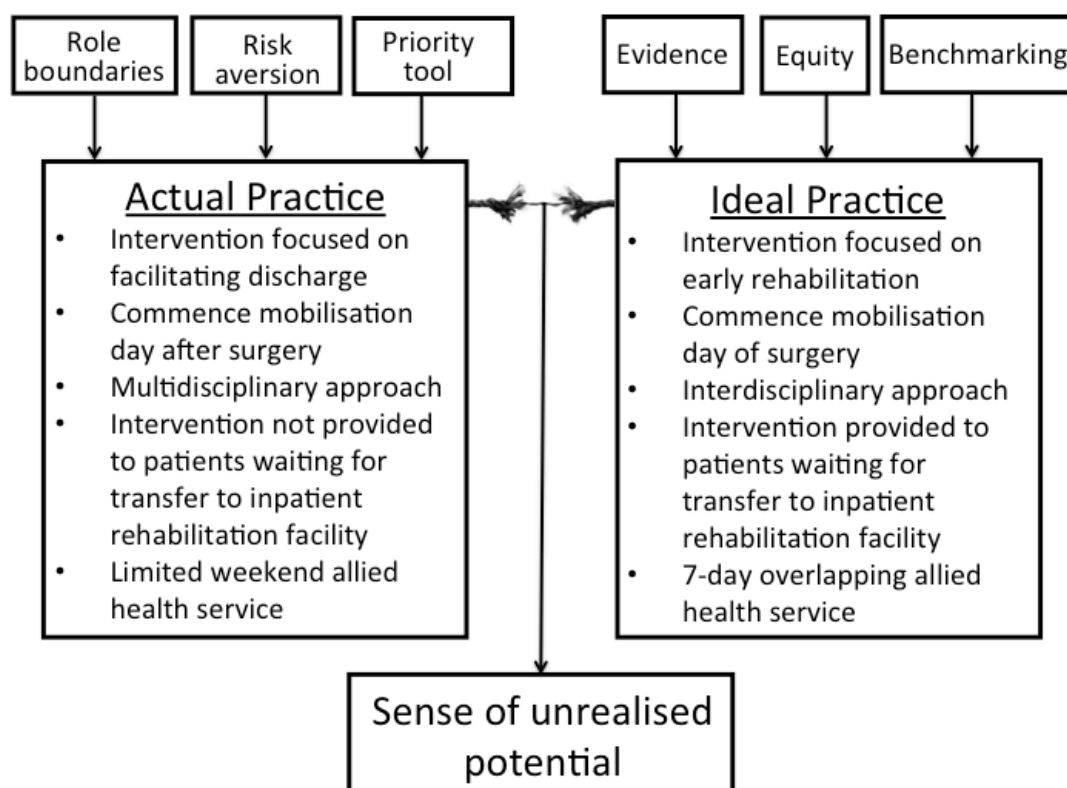 Role
boundaries
Risk
aversion
Priority
tool
Evidence
Equity
Benchmarking
Actual Practice
• Intervention focused on
facilitating discharge
• Commence mobilisation
day after surgery
• Multidisciplinary approach
• Intervention not provided
to patients waiting for
transfer to inpatient
rehabilitation facility
• Limited weekend allied
health service
Ideal Practice
• Intervention focused on
early rehabilitation
• Commence mobilisation
day of surgery
• Interdisciplinary approach
• Intervention provided to
patients waiting for
transfer to inpatient
rehabilitation facility
• 7-day overlapping allied
health service
Sense of unrealised
potential